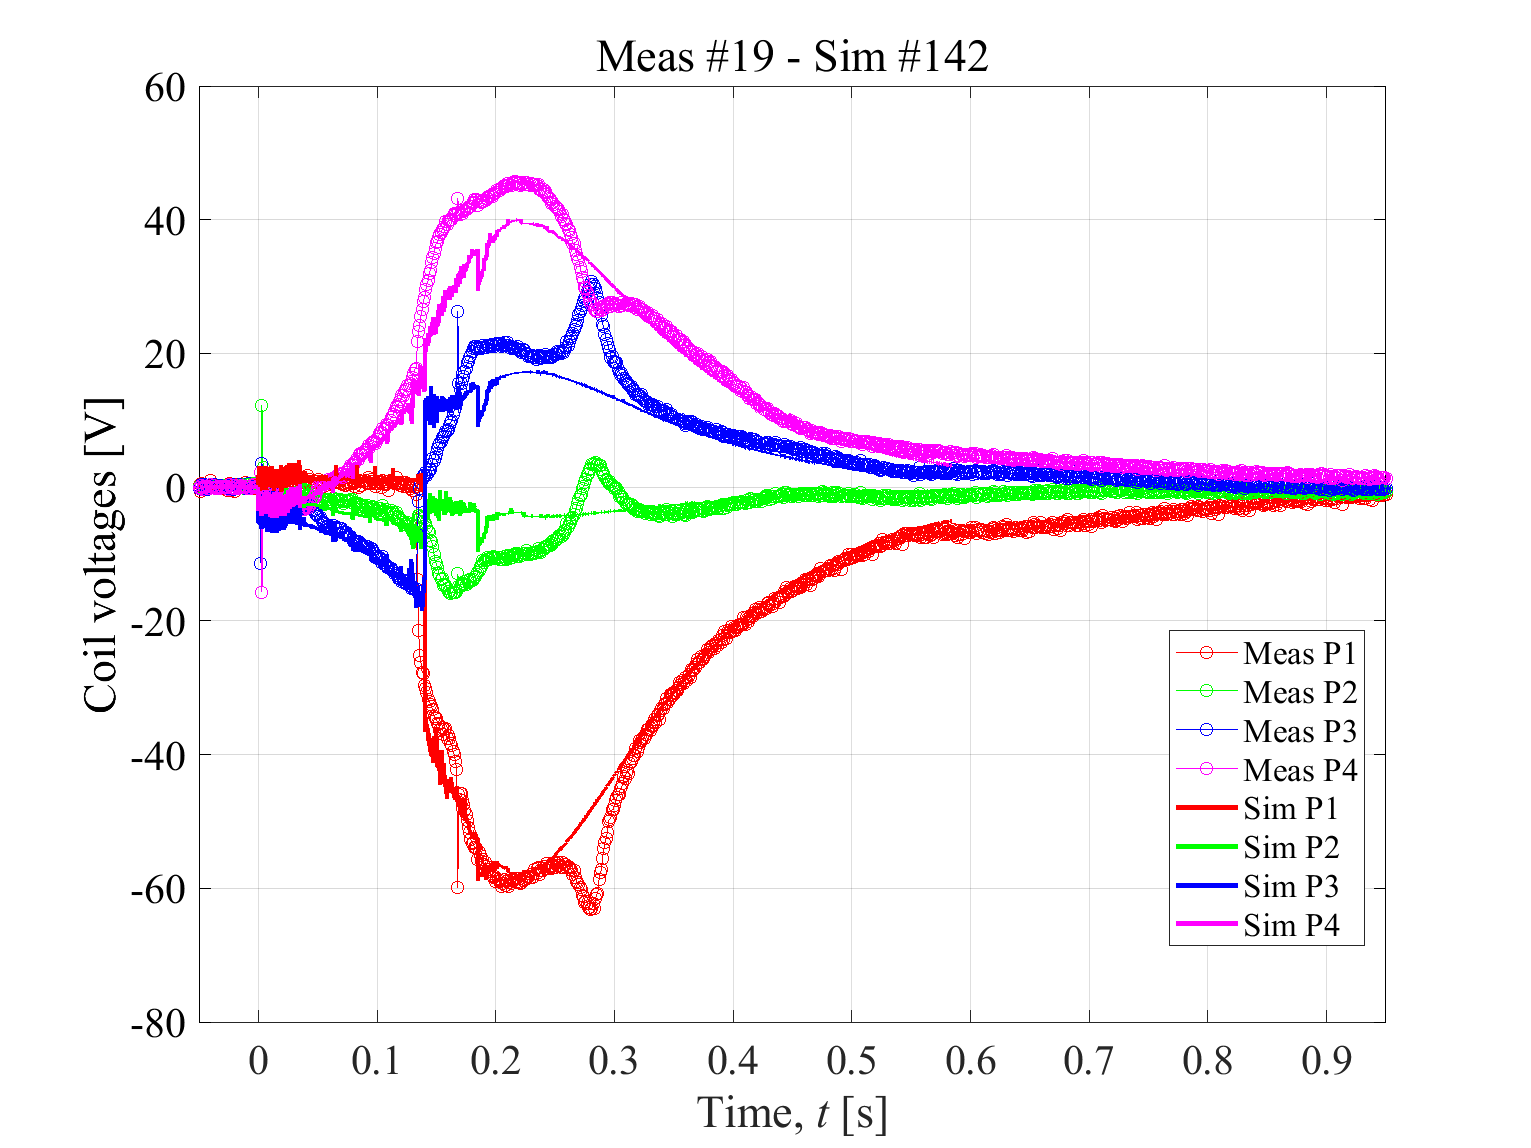 Meas #19 - Sim #142
60
40
20
0
-20
-40
-60
-80
Coil voltages [V]
0 0.1 0.2 0.3 0.4 0.5 0.6 0.7 0.8 0.9
Time, t [s]
Meas P1
Meas P2
Meas P3
Meas P4
Sim P1
Sim P2
Sim P3
Sim P4